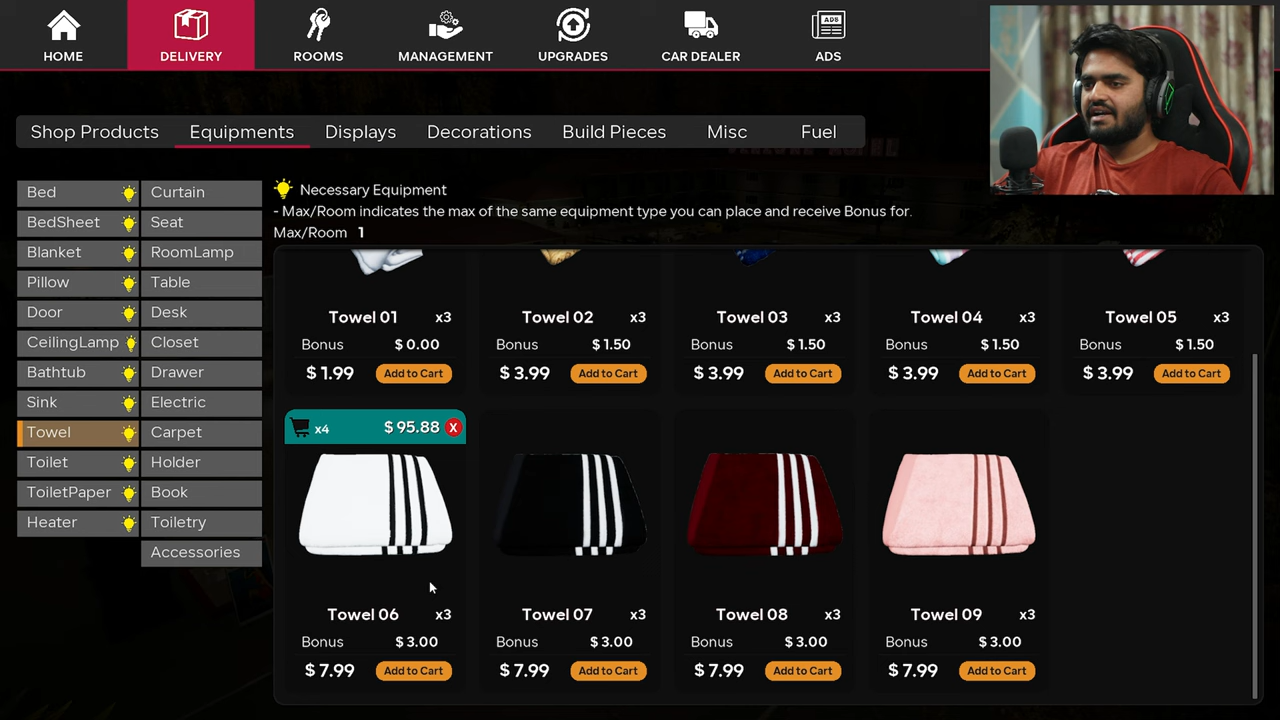 HOME
DELIVERY
ROOMS
MANAGEMENT
UPGRADES
CAR DEALER
ADS
ADS
Shop Products
Equipments
Displays
Decorations
Build Pieces
Misc
Fuel
Bed
Curtain
BedSheet
Seat
Blanket
RoomLamp
Pillow
Table
Door
Desk
CeilingLamp
Closet
Bathtub
Drawer
Sink
Electric
Towel
Carpet
Toilet
Holder
ToiletPaper
Book
Heater
Toiletry
Accessories
Necessary Equipment
- Max/Room indicates the max of the same equipment type you can place and receive Bonus for.
Max/Room 1
Towel 01 x3
Bonus $ 0.00
$ 1.99 Add to Cart
Towel 02 x3
Bonus $ 1.50
$ 3.99 Add to Cart
Towel 03 x3
Bonus $ 1.50
$ 3.99 Add to Cart
Towel 04 x3
Bonus $ 1.50
$ 3.99 Add to Cart
Towel 05 x3
Bonus $ 1.50
$ 3.99 Add to Cart
x4 $ 95.88 X
Towel 06 x3
Bonus $ 3.00
$ 7.99 Add to Cart
Towel 07 x3
Bonus $ 3.00
$ 7.99 Add to Cart
Towel 08 x3
Bonus $ 3.00
$ 7.99 Add to Cart
Towel 09 x3
Bonus $ 3.00
$ 7.99 Add to Cart